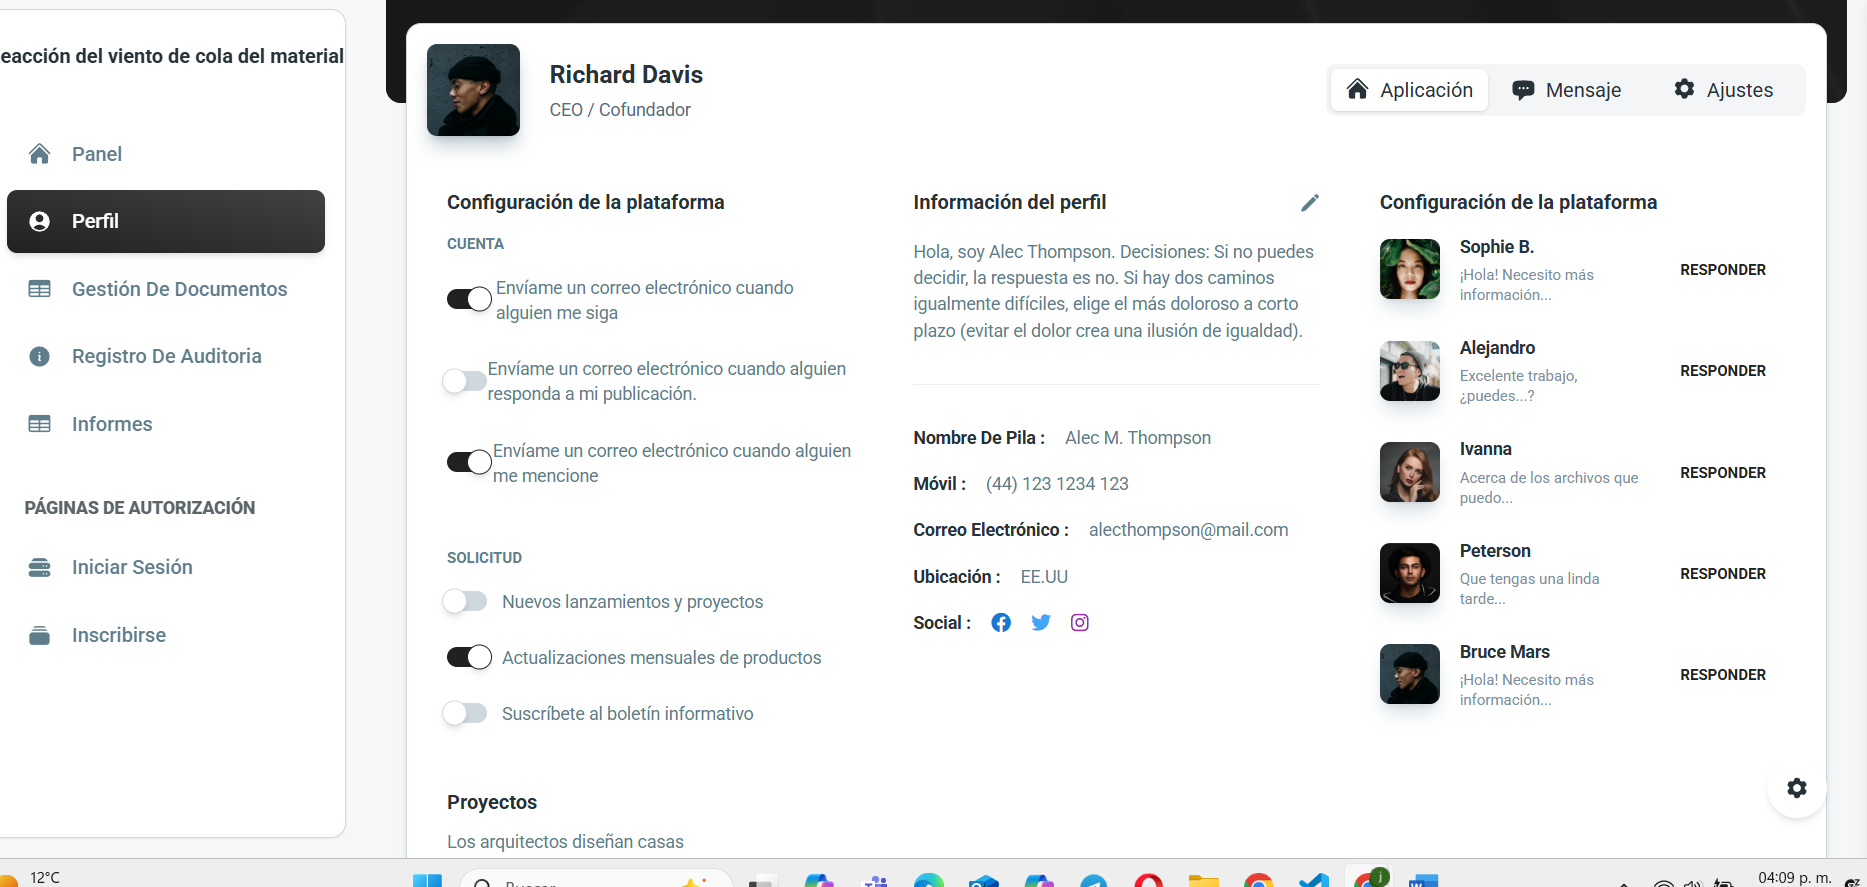 eacción del viento de cola del material
Panel
Perfil
Gestión De Documentos
Registro De Auditoria
Informes
PÁGINAS DE AUTORIZACIÓN
Iniciar Sesión
Inscribirse
Richard Davis
CEO / Cofundador
Aplicación
Mensaje
Ajustes
Configuración de la plataforma
CUENTA
Envíame un correo electrónico cuando
alguien me siga
Envíame un correo electrónico cuando alguien
responda a mi publicación.
Envíame un correo electrónico cuando alguien
me mencione
SOLICITUD
Nuevos lanzamientos y proyectos
Actualizaciones mensuales de productos
Suscríbete al boletín informativo
Información del perfil
Hola, soy Alec Thompson. Decisiones: Si no puedes
decidir, la respuesta es no. Si hay dos caminos
igualmente difíciles, elige el más doloroso a corto
plazo (evitar el dolor crea una ilusión de igualdad).
Nombre De Pila : Alec M. Thompson
Móvil : (44) 123 1234 123
Correo Electrónico : alecthompson@mail.com
Ubicación : EE.UU
Social :
Configuración de la plataforma
Sophie B.
¡Hola! Necesito más
información...
RESPONDER
Alejandro
Excelente trabajo,
¿puedes...?
RESPONDER
Ivanna
Acerca de los archivos que
puedo...
RESPONDER
Peterson
Que tengas una linda
tarde...
RESPONDER
Bruce Mars
¡Hola! Necesito más
información...
RESPONDER
Proyectos
Los arquitectos diseñan casas
12°C
04:09 p. m.